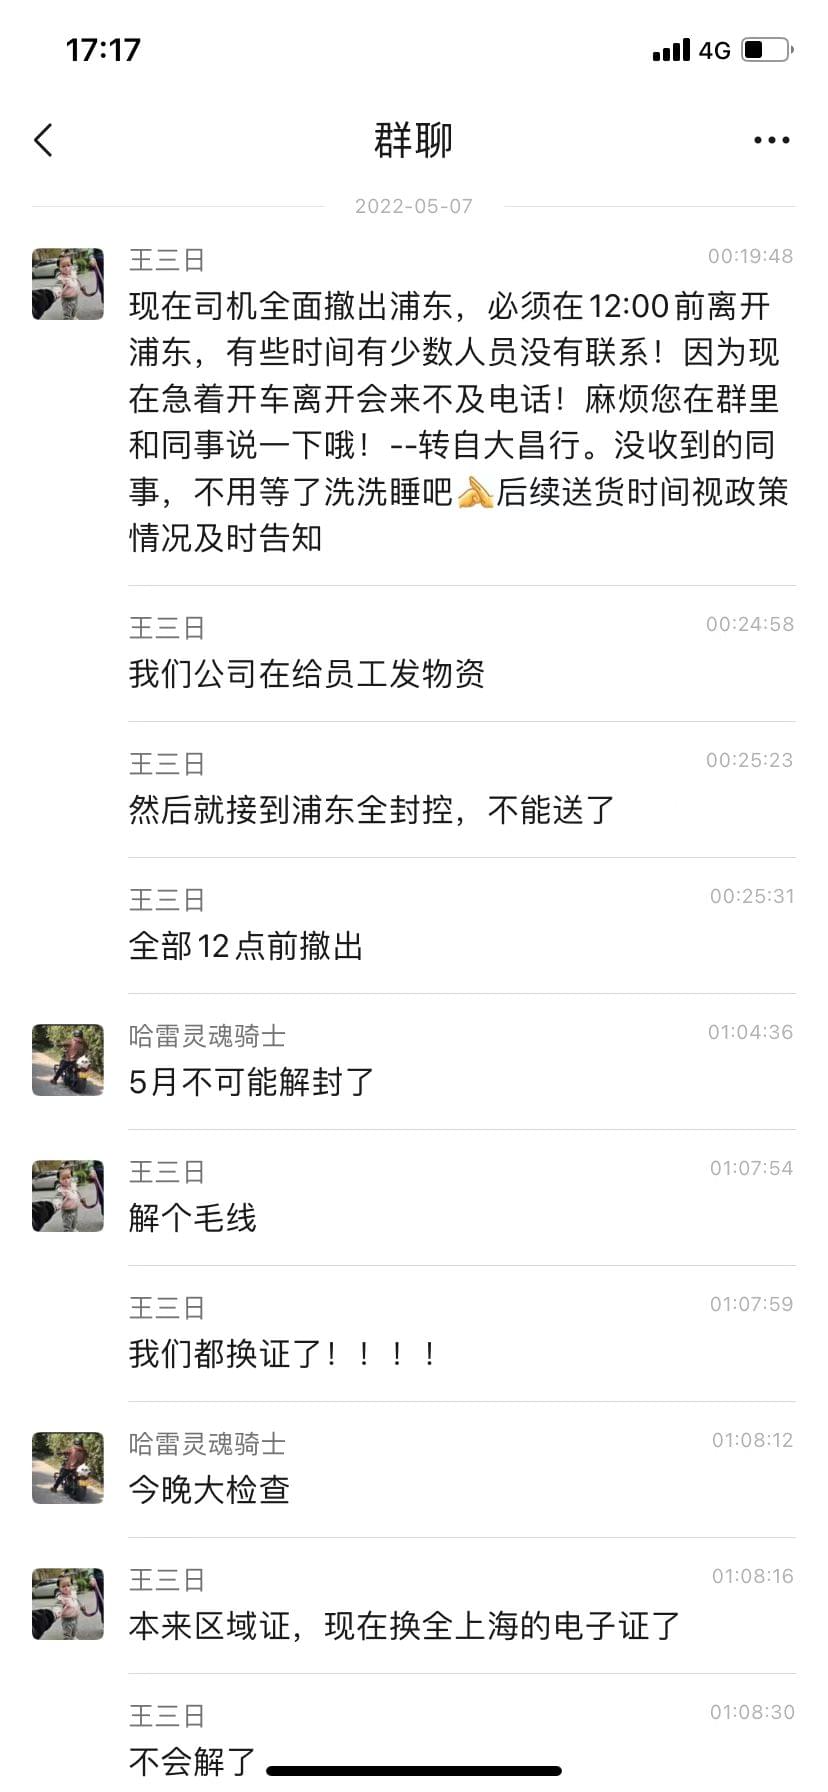 17:17
4G
群聊
2022-05-07
王三日 00:19:48
现在司机全面撤出浦东，必须在12:00前离开
浦东，有些时间有少数人员没有联系！因为现
在急着开车离开会来不及电话！麻烦您在群里
和同事说一下哦！--转自大昌行。没收到的同
事，不用等了洗洗睡吧🙏后续送货时间视政策
情况及时告知
王三日 00:24:58
我们公司在给员工发物资
王三日 00:25:23
然后就接到浦东全封控，不能送了
王三日 00:25:31
全部12点前撤出
哈雷灵魂骑士 01:04:36
5月不可能解封了
王三日 01:07:54
解个毛线
王三日 01:07:59
我们都换证了！！！！
哈雷灵魂骑士 01:08:12
今晚大检查
王三日 01:08:16
本来区域证，现在换全上海的电子证了
王三日 01:08:30
不会解了